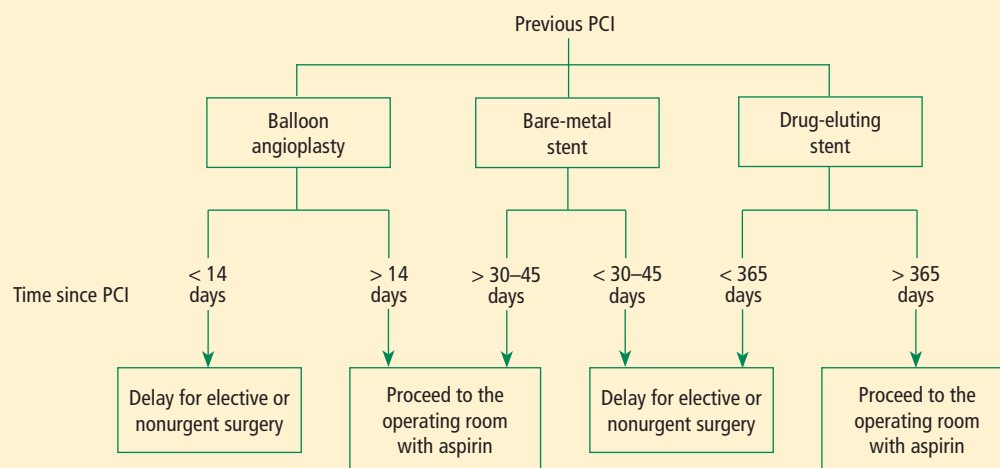 Previous PCI
Balloon
angioplasty
Bare-metal
stent
Drug-eluting
stent
Time since PCI
< 14
days
> 14
days
> 30–45
days
< 30–45
days
< 365
days
> 365
days
Delay for elective or
nonurgent surgery
Proceed to the
operating room
with aspirin
Delay for elective or
nonurgent surgery
Proceed to the
operating room
with aspirin